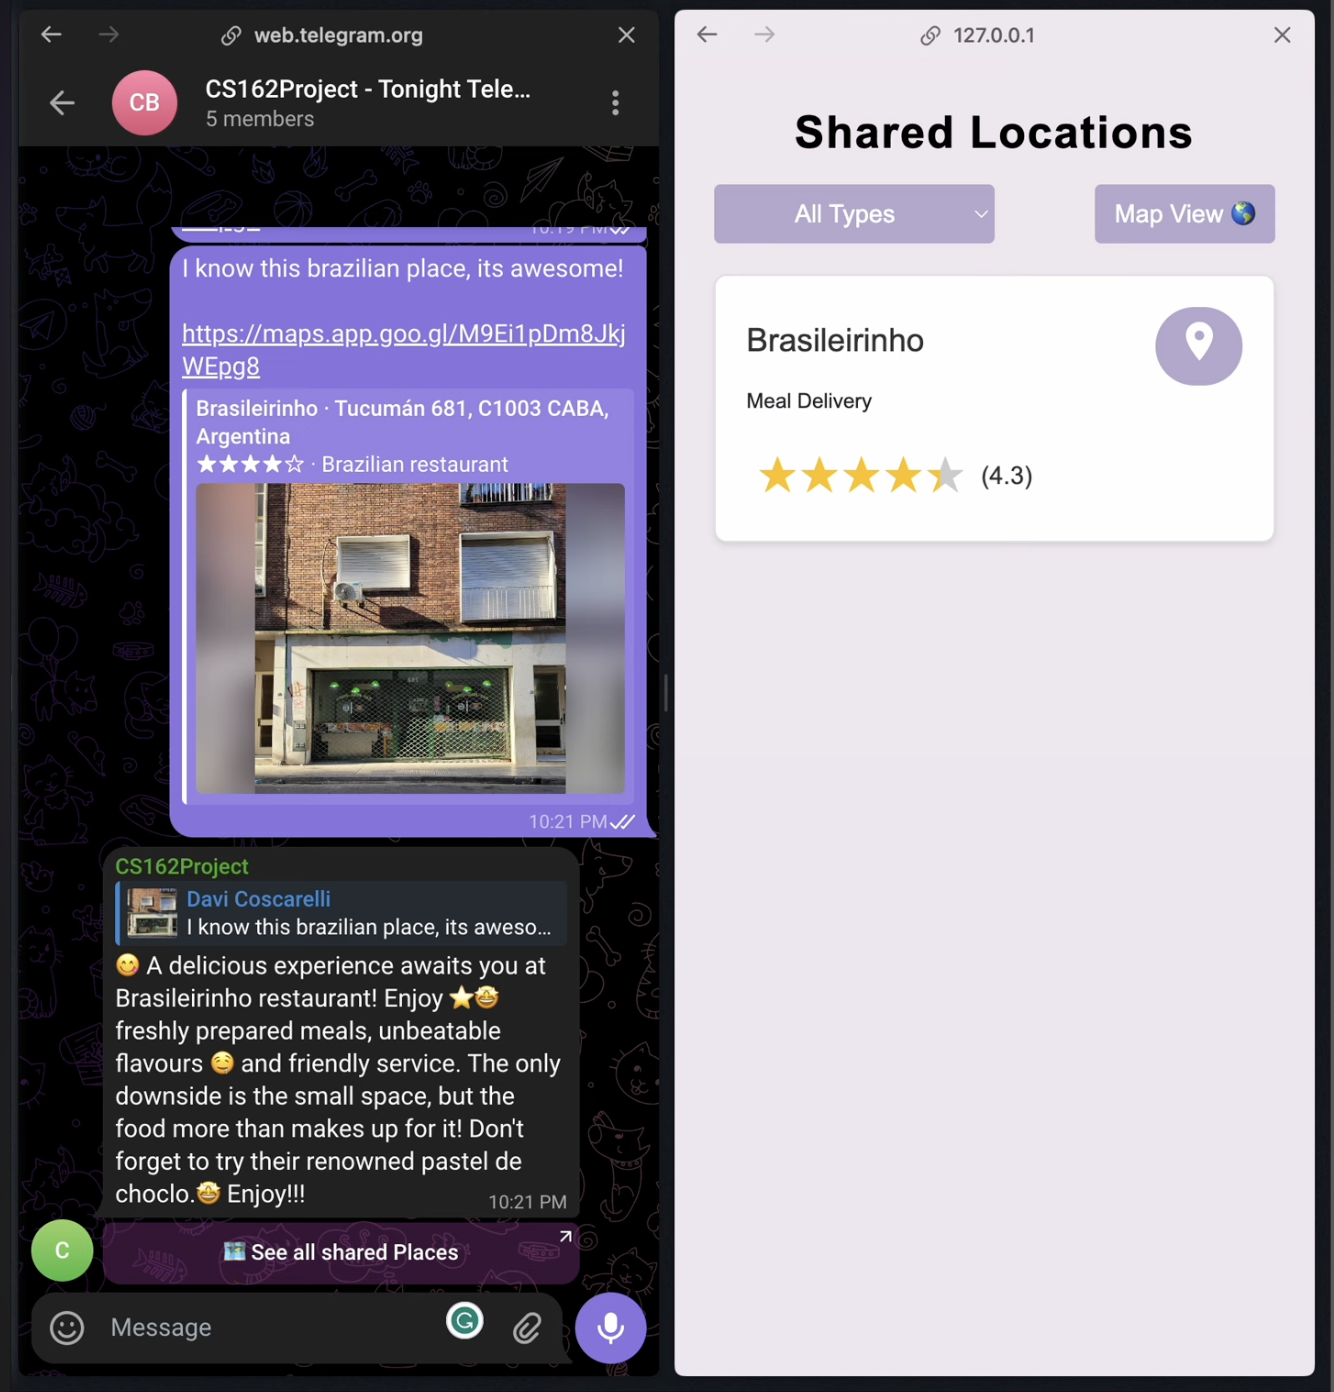 web.telegram.org
CB
CS162Project - Tonight Tele...
5 members
10:19 PM
I know this brazilian place, its awesome!
https://maps.app.goo.gl/M9Ei1pDm8Jkj
WEpg8
Brasileirinho · Tucumán 681, C1003 CABA,
Argentina
★★★★☆ · Brazilian restaurant
10:21 PM
CS162Project
Davi Coscarelli
I know this brazilian place, its aweso...
😋 A delicious experience awaits you at
Brasileirinho restaurant! Enjoy ⭐🤩
freshly prepared meals, unbeatable
flavours 🤤 and friendly service. The only
downside is the small space, but the
food more than makes up for it! Don't
forget to try their renowned pastel de
choclo.🤩 Enjoy!!!
10:21 PM
C
🗺️ See all shared Places
Message
127.0.0.1
Shared Locations
All Types
Map View 🌎
Brasileirinho
Meal Delivery
(4.3)